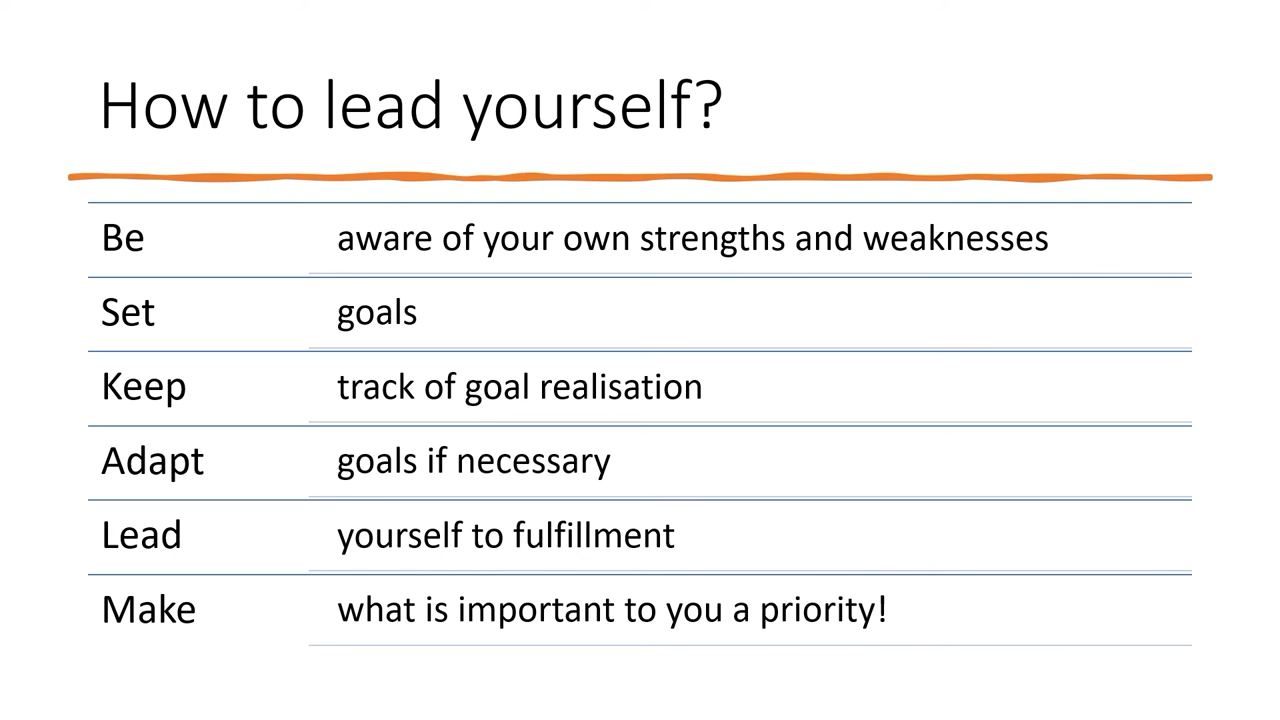 How to lead yourself?
Be aware of your own strengths and weaknesses
Set goals
Keep track of goal realisation
Adapt goals if necessary
Lead yourself to fulfillment
Make what is important to you a priority!